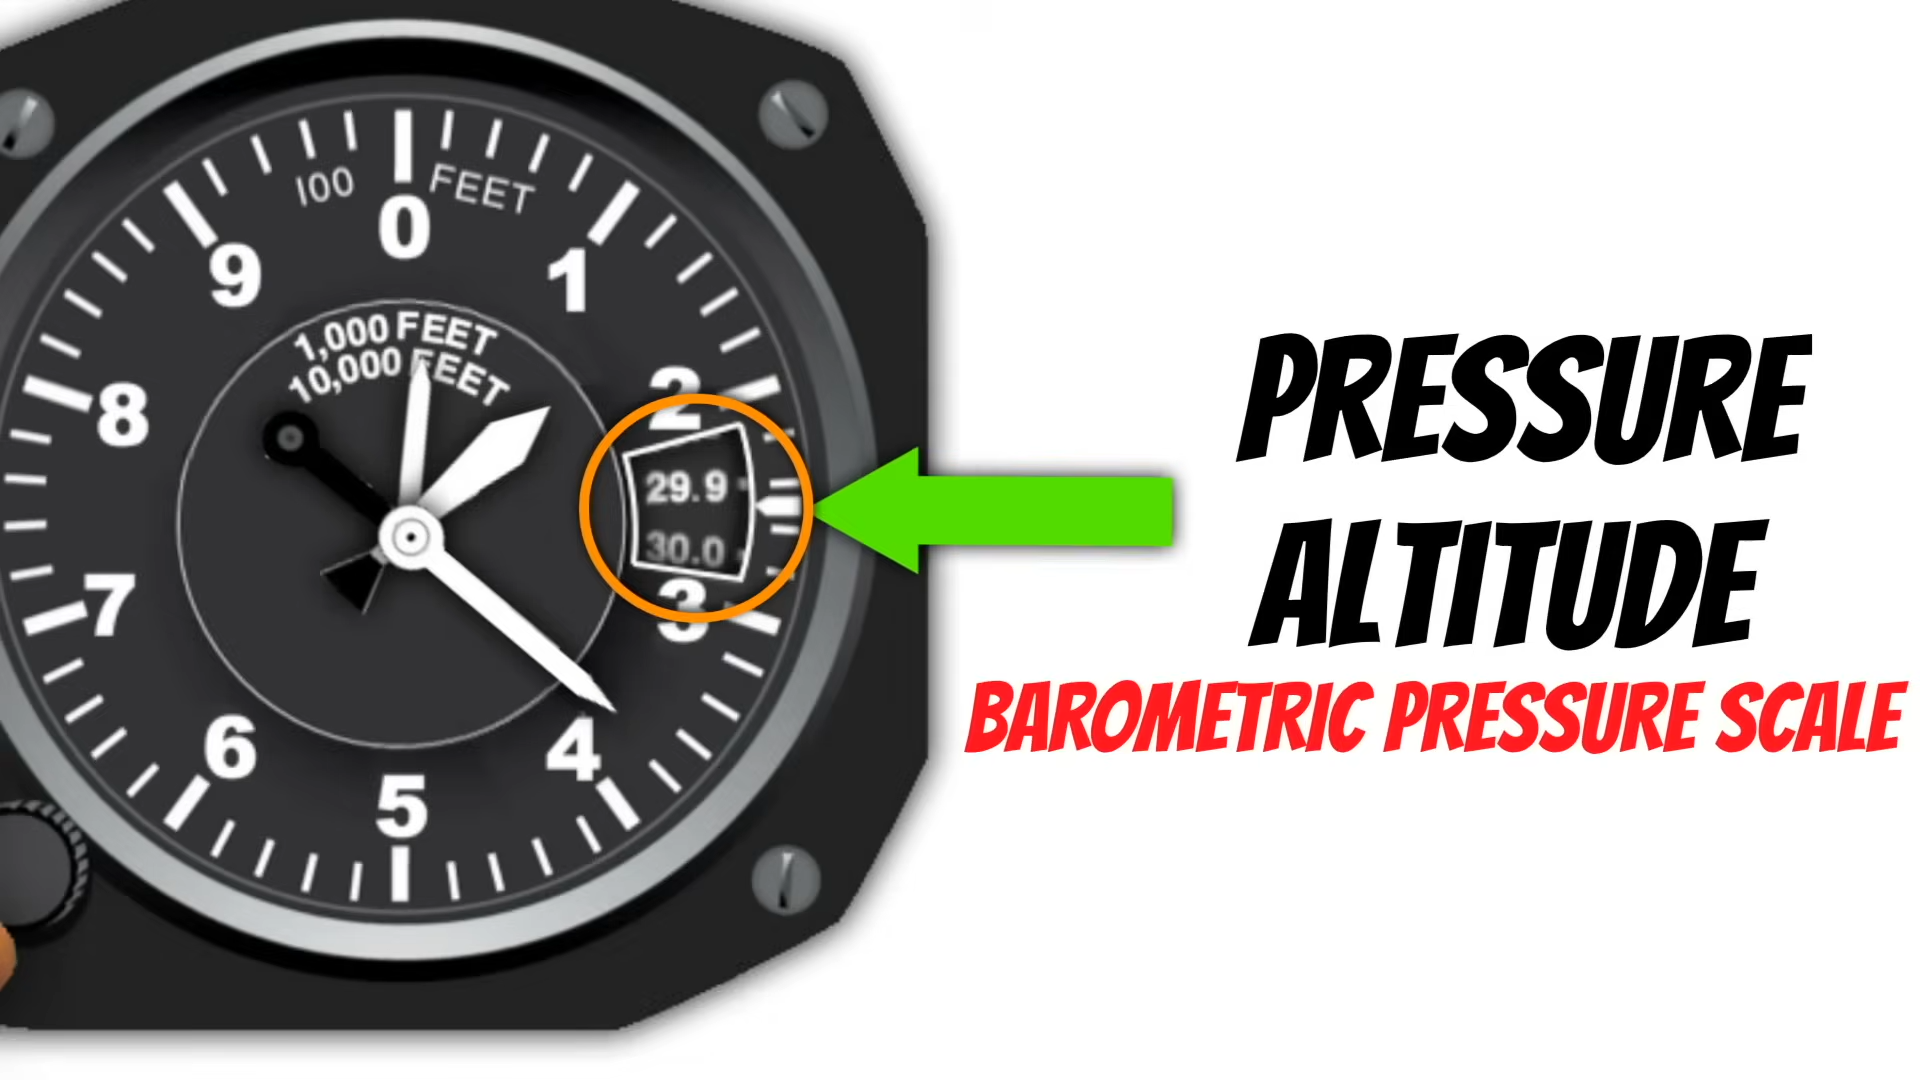 100 FEET
0
1
2
3
4
5
6
7
8
9
1,000 FEET
10,000 FEET
29.9
30.0
PRESSURE
ALTITUDE
BAROMETRIC PRESSURE SCALE